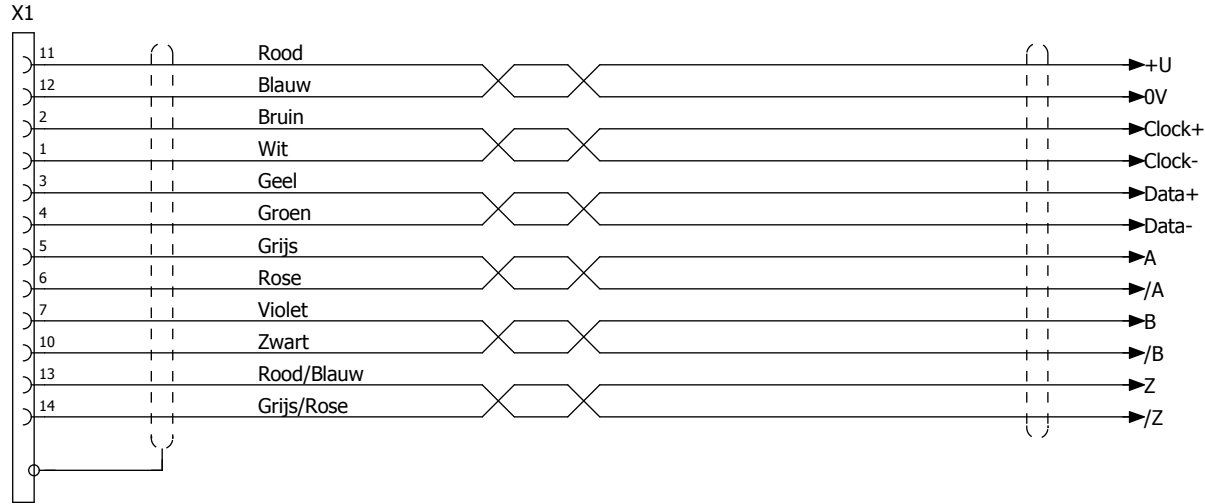 X1
11 Rood +U
12 Blauw 0V
2 Bruin Clock+
1 Wit Clock-
3 Geel Data+
4 Groen Data-
5 Grijs A
6 Rose /A
7 Violet B
10 Zwart /B
13 Rood/Blauw Z
14 Grijs/Rose /Z